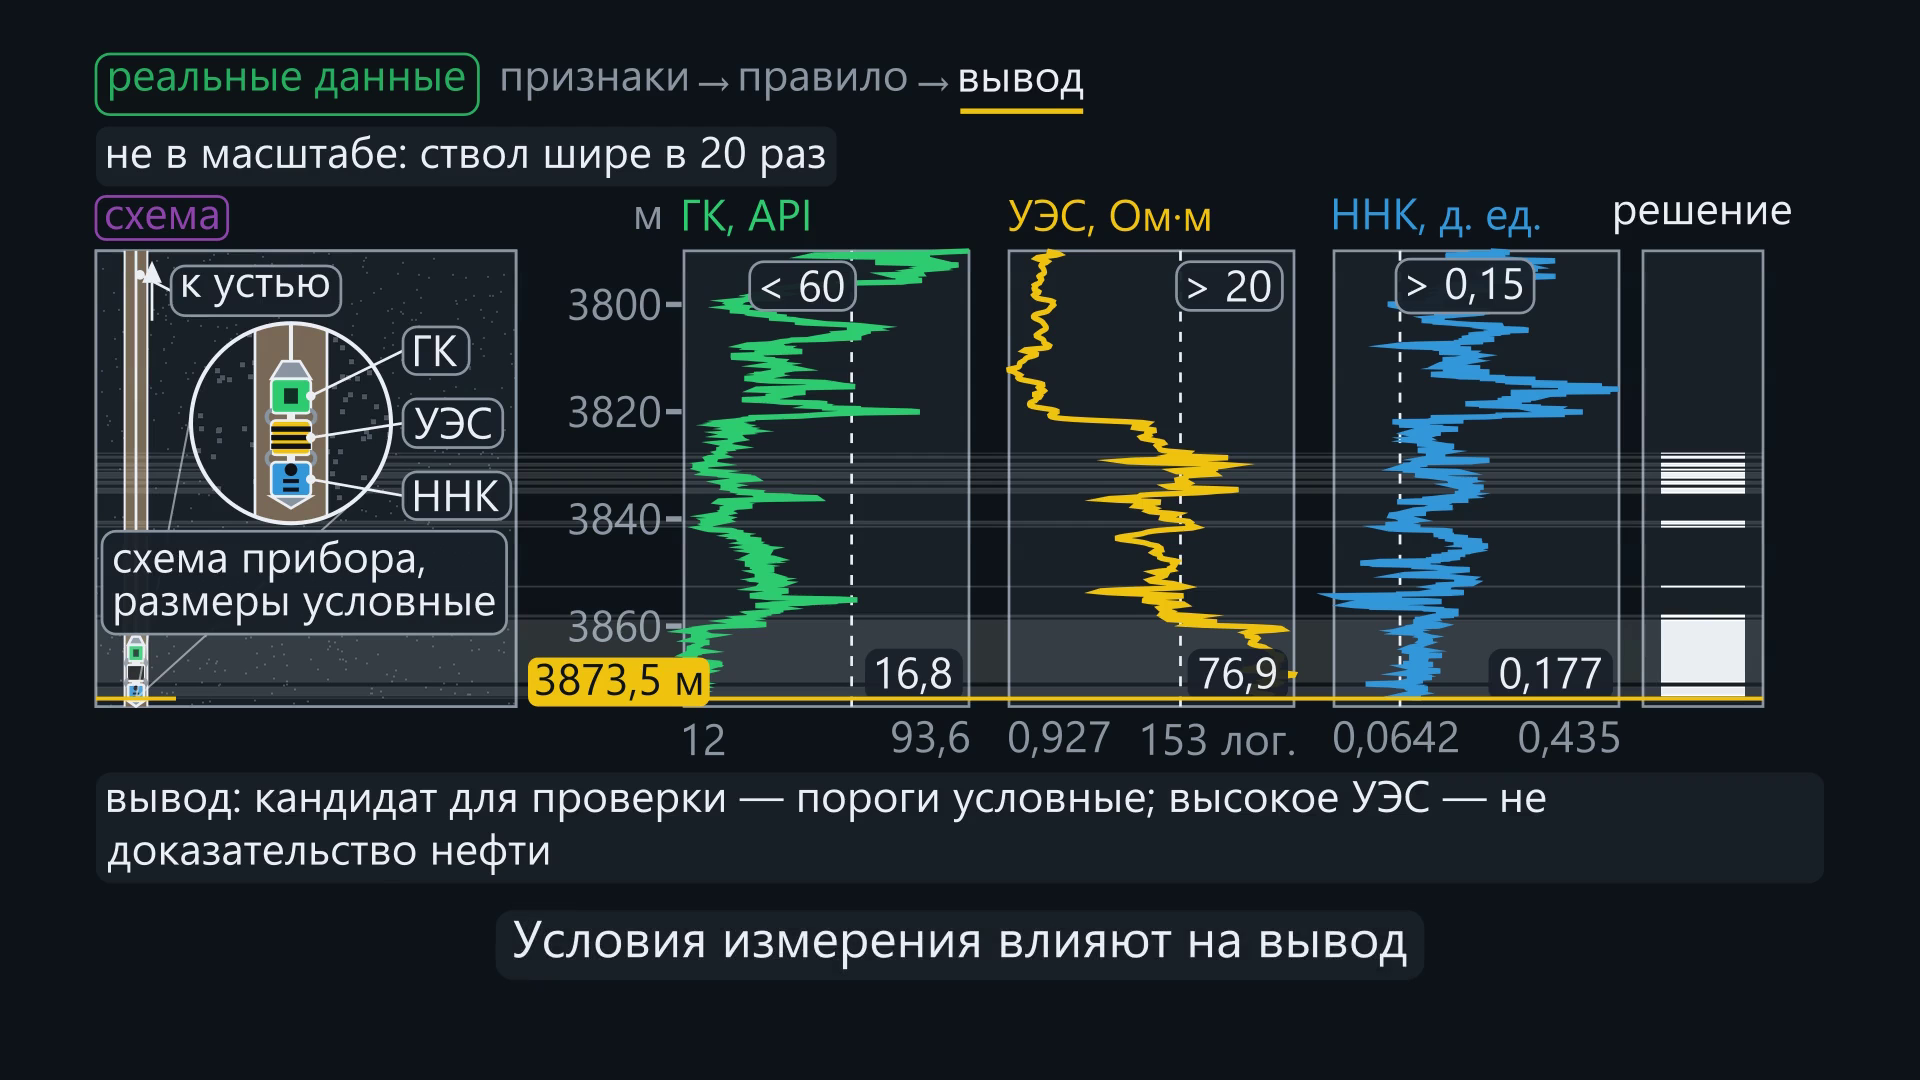 реальные данные признаки → правило → вывод
не в масштабе: ствол шире в 20 раз
схема
м ГК, API УЭС, Ом·м ННК, д. ед. решение
к устью
< 60 > 20 > 0,15
3800
ГК
3820
УЭС
ННК
3840
схема прибора,
размеры условные
3860
3873,5 м 16,8 76,9 0,177
12 93,6 0,927 153 лог. 0,0642 0,435
вывод: кандидат для проверки — пороги условные; высокое УЭС — не
доказательство нефти
Условия измерения влияют на вывод